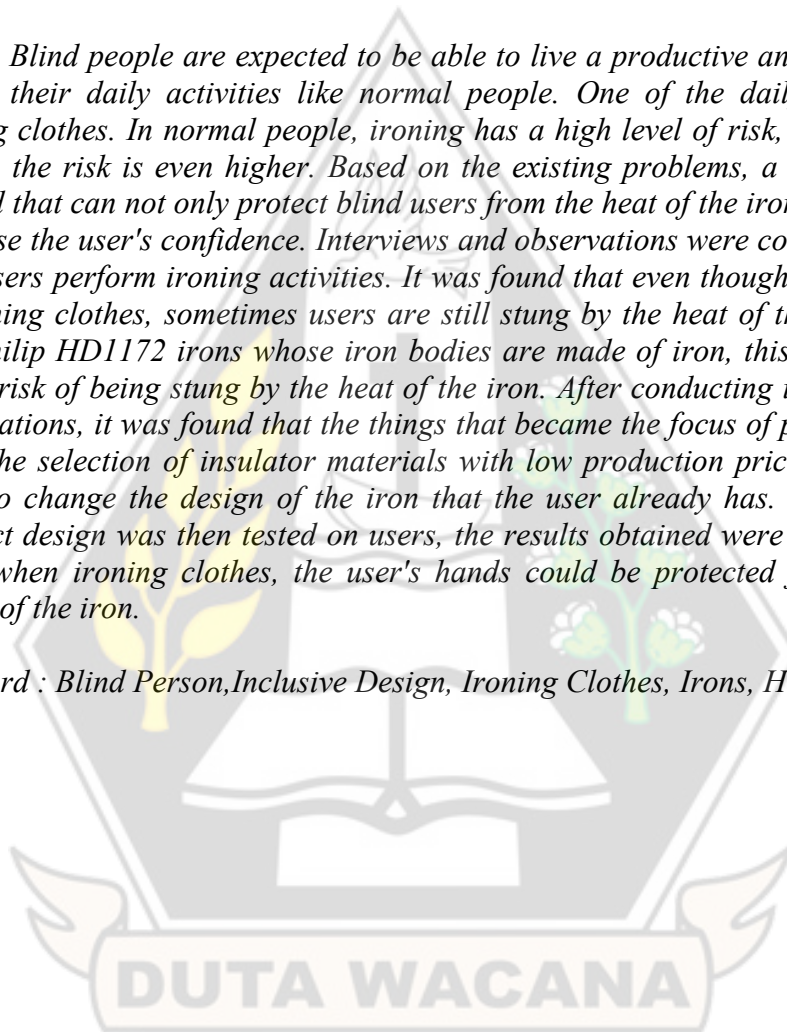 Blind people are expected to be able to live a productive an
their daily activities like normal people. One of the dail
g clothes. In normal people, ironing has a high level of risk,
the risk is even higher. Based on the existing problems, a
d that can not only protect blind users from the heat of the iron
se the user's confidence. Interviews and observations were co
sers perform ironing activities. It was found that even though
ning clothes, sometimes users are still stung by the heat of th
hilip HD1172 irons whose iron bodies are made of iron, this
risk of being stung by the heat of the iron. After conducting i
ations, it was found that the things that became the focus of p
he selection of insulator materials with low production pric
o change the design of the iron that the user already has.
ct design was then tested on users, the results obtained were
when ironing clothes, the user's hands could be protected
of the iron.
rd : Blind Person,Inclusive Design, Ironing Clothes, Irons, H
DUTA WACANA